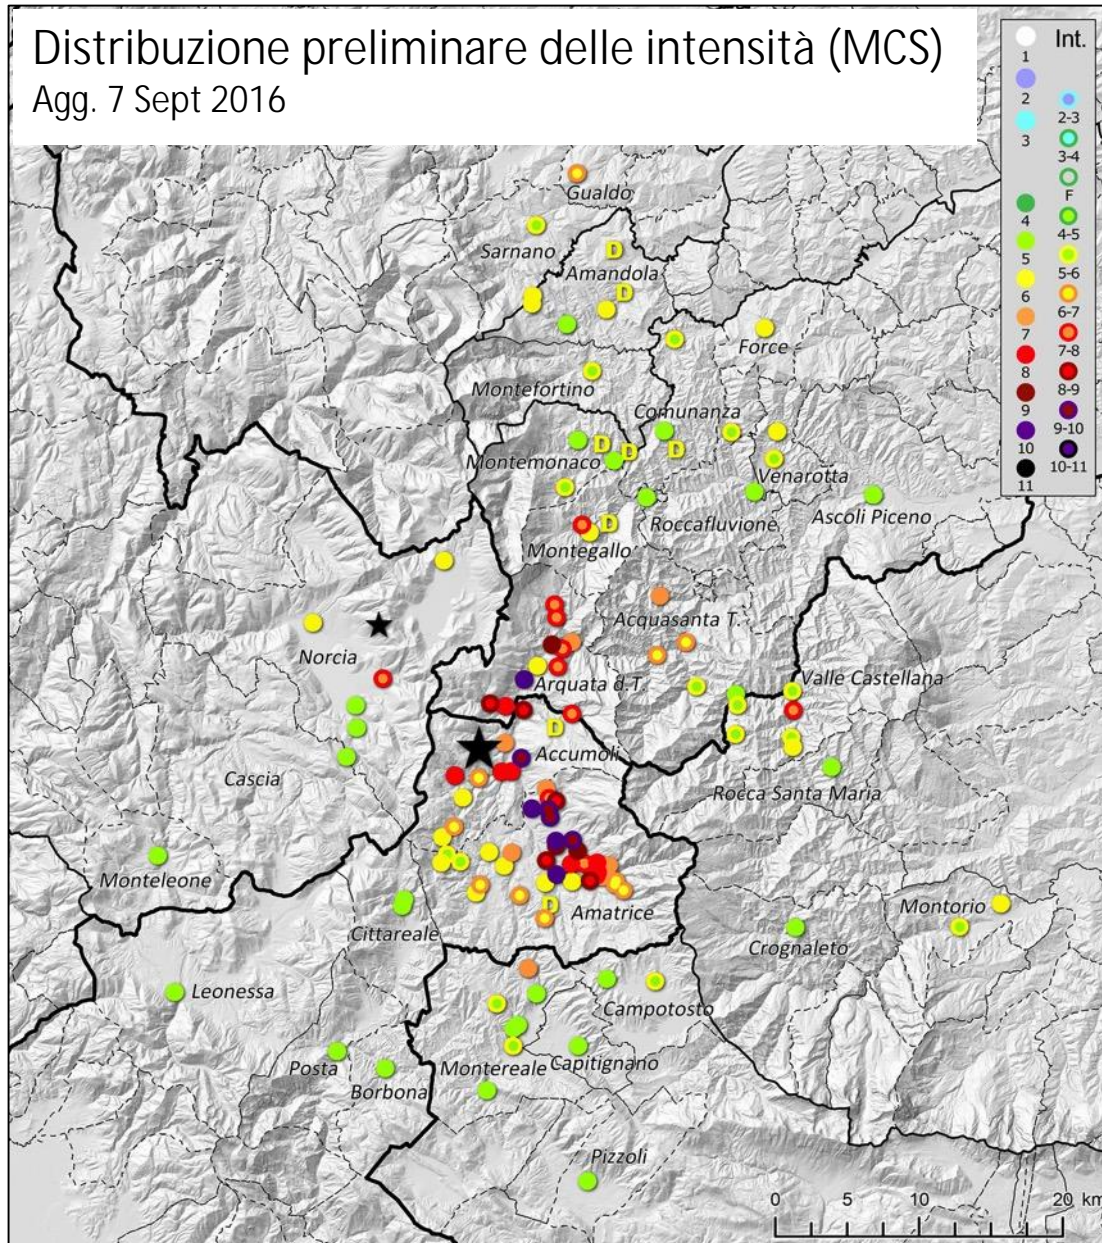 Distribuzione preliminare delle intensità (MCS)
Agg. 7 Sept 2016
Int.
1
2
2-3
3
3-4
F
4
4-5
5
5-6
6
6-7
7
7-8
8
8-9
9
9-10
10
10-11
11
Gualdo
Sarnano
D
Amandola
D
Force
Montefortino
Comunanza
D
D
D
Montemonaco
Venarotta
Roccafluvione
Ascoli Piceno
D
Montegallo
Acquasanta T.
Norcia
Arquata d.T.
Valle Castellana
D
Accumoli
Cascia
Rocca Santa Maria
Monteleone
D
Amatrice
Montorio
Cittareale
Crognaleto
Leonessa
Campotosto
Posta
Montereale
Capitignano
Borbona
Pizzoli
0 5 10 20 km